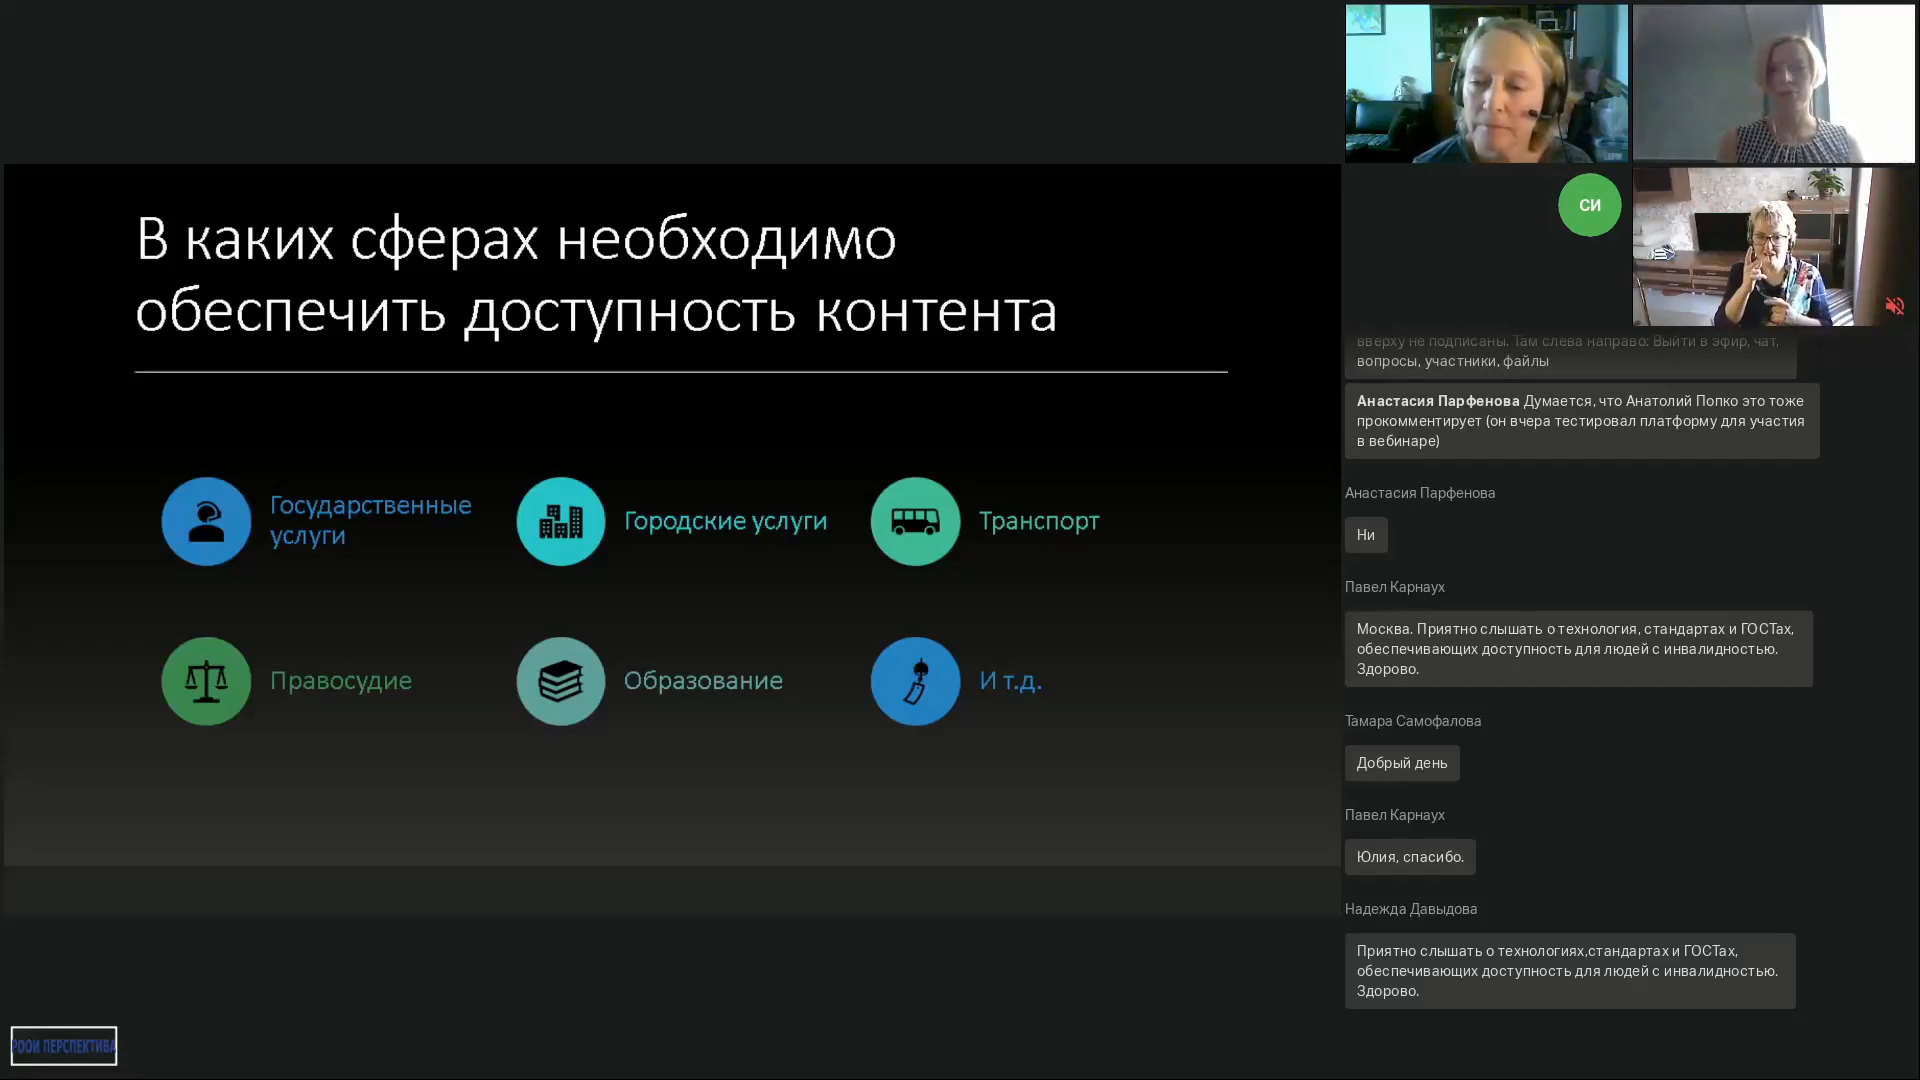 В каких сферах необходимо
обеспечить доступность контента
Государственные
услуги
Городские услуги
Транспорт
Правосудие
Образование
И т.д.
РООИ ПЕРСПЕКТИВА
СИ
вверху не подписаны. Там слева направо: Выйти в эфир, чат,
вопросы, участники, файлы
Анастасия Парфенова Думается, что Анатолий Попко это тоже
прокомментирует (он вчера тестировал платформу для участия
в вебинаре)
Анастасия Парфенова
Ни
Павел Карнаух
Москва. Приятно слышать о технология, стандартах и ГОСТах,
обеспечивающих доступность для людей с инвалидностью.
Здорово.
Тамара Самофалова
Добрый день
Павел Карнаух
Юлия, спасибо.
Надежда Давыдова
Приятно слышать о технологиях,стандартах и ГОСТах,
обеспечивающих доступность для людей с инвалидностью.
Здорово.